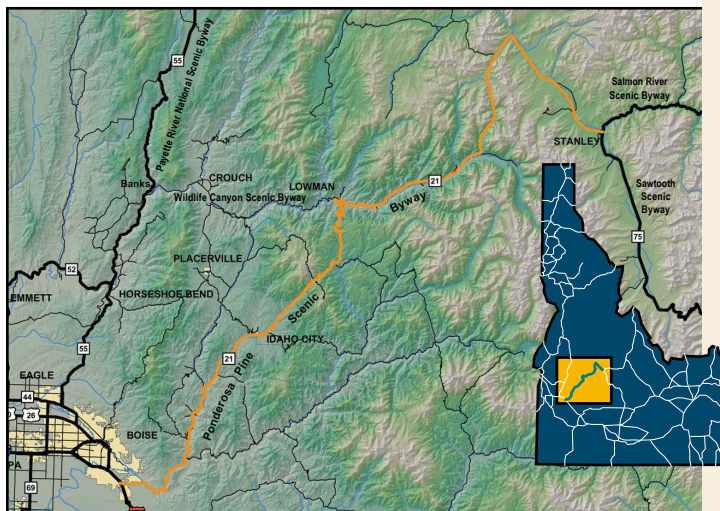 55
Payette River National Scenic Byway
Salmon River
Scenic Byway
STANLEY
Banks
CROUCH
LOWMAN
21
Wildlife Canyon Scenic Byway
Byway
Sawtooth
Scenic
Byway
75
PLACERVILLE
52
EMMETT
HORSESHOE BEND
Scenic
IDAHO CITY
55
21
Ponderosa Pine
EAGLE
44
26
BOISE
PA
69